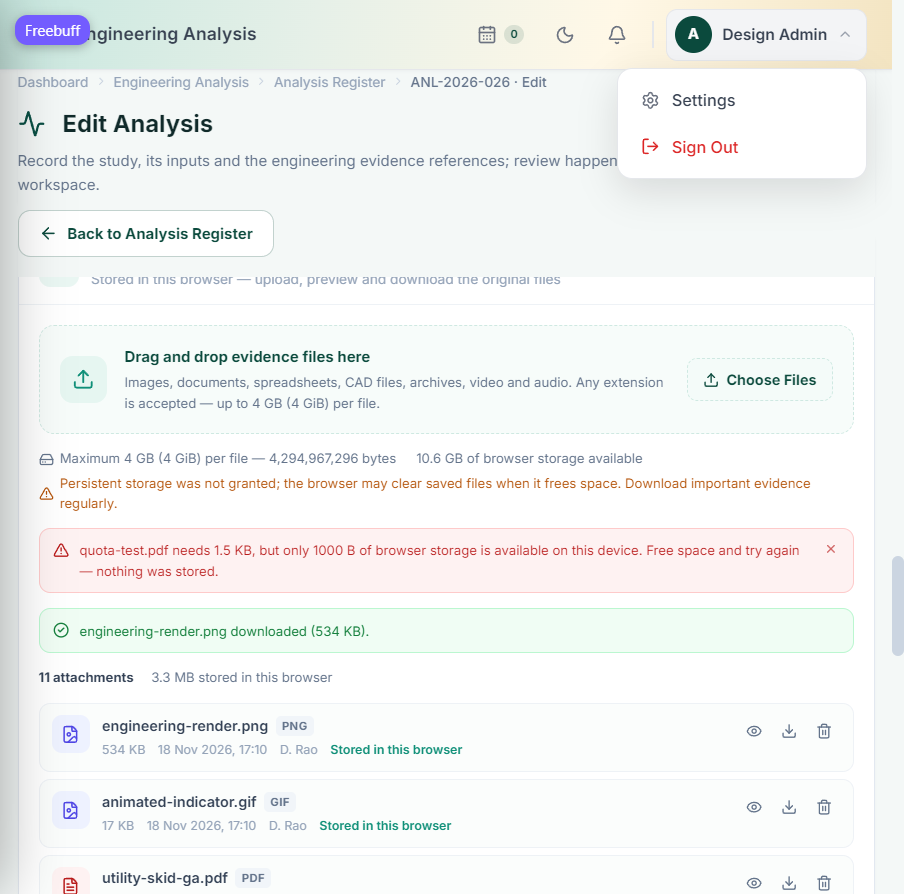 Freebuff
ngineering Analysis
0
A
Design Admin
Settings
Sign Out
Dashboard > Engineering Analysis > Analysis Register > ANL-2026-026 · Edit
Edit Analysis
Record the study, its inputs and the engineering evidence references; review happen
workspace.
Back to Analysis Register
Stored in this browser — upload, preview and download the original files
Drag and drop evidence files here
Images, documents, spreadsheets, CAD files, archives, video and audio. Any extension
is accepted — up to 4 GB (4 GiB) per file.
Choose Files
Maximum 4 GB (4 GiB) per file — 4,294,967,296 bytes 10.6 GB of browser storage available
Persistent storage was not granted; the browser may clear saved files when it frees space. Download important evidence
regularly.
quota-test.pdf needs 1.5 KB, but only 1000 B of browser storage is available on this device. Free space and try again
— nothing was stored.
engineering-render.png downloaded (534 KB).
11 attachments 3.3 MB stored in this browser
engineering-render.png PNG
534 KB 18 Nov 2026, 17:10 D. Rao Stored in this browser
animated-indicator.gif GIF
17 KB 18 Nov 2026, 17:10 D. Rao Stored in this browser
utility-skid-ga.pdf PDF